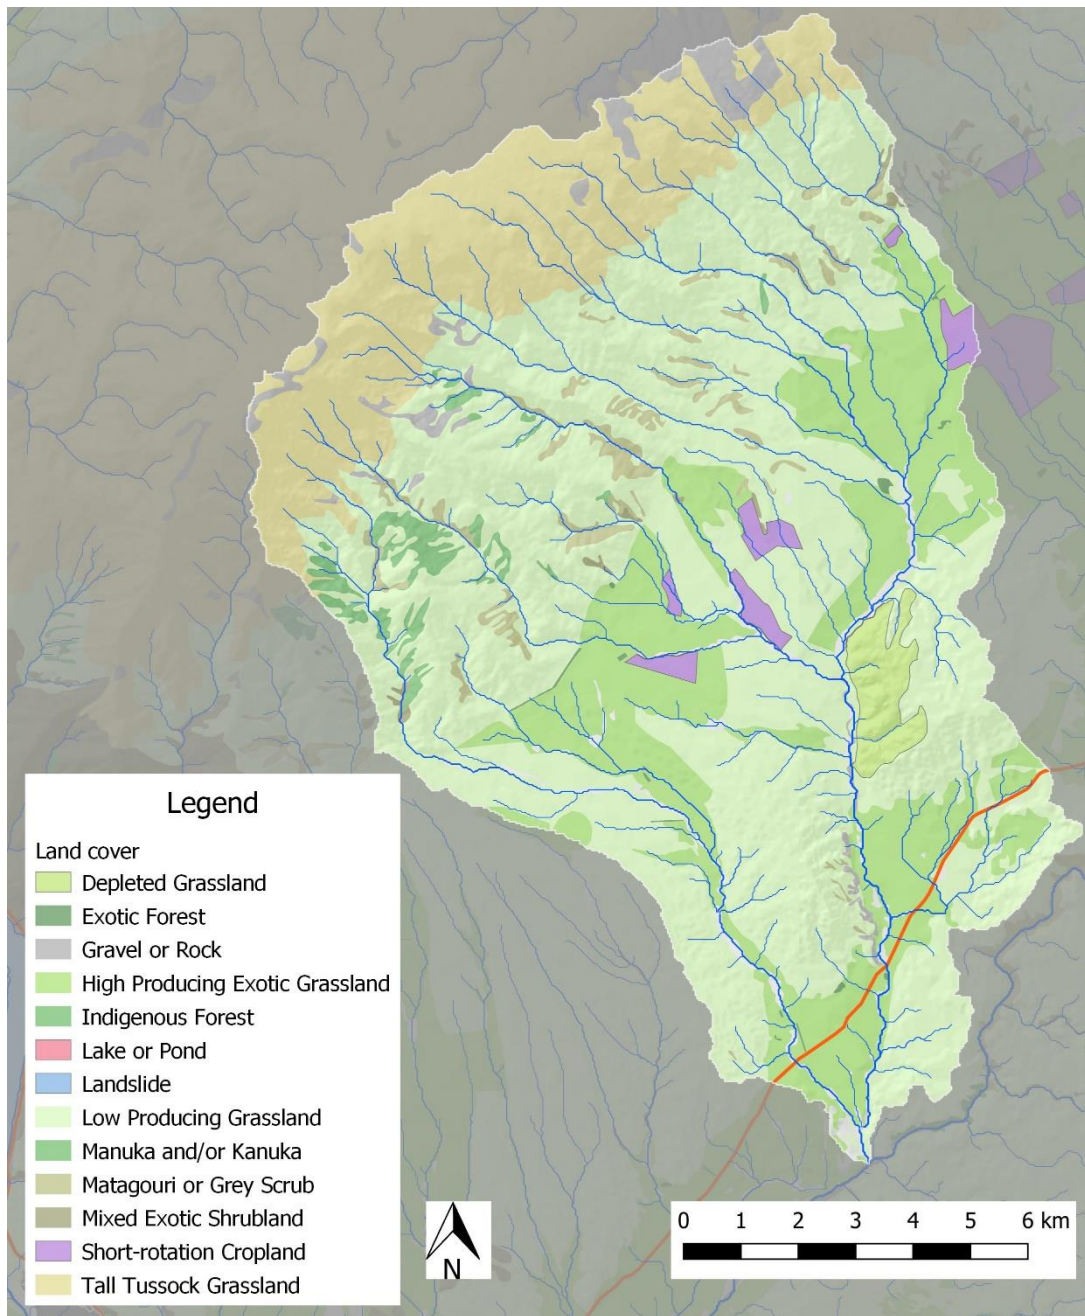 Legend
Land cover
Depleted Grassland
Exotic Forest
Gravel or Rock
High Producing Exotic Grassland
Indigenous Forest
Lake or Pond
Landslide
Low Producing Grassland
Manuka and/or Kanuka
Matagouri or Grey Scrub
Mixed Exotic Shrubland
Short-rotation Cropland
Tall Tussock Grassland
N
0 1 2 3 4 5 6 km